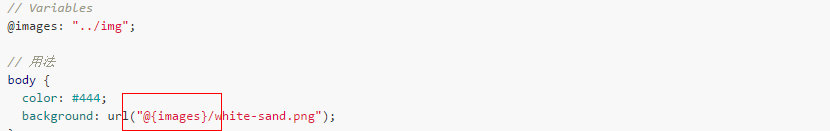 // Variables
@images: "../img";
// 用法
body {
color: #444;
background: url("@{images}/white-sand.png");